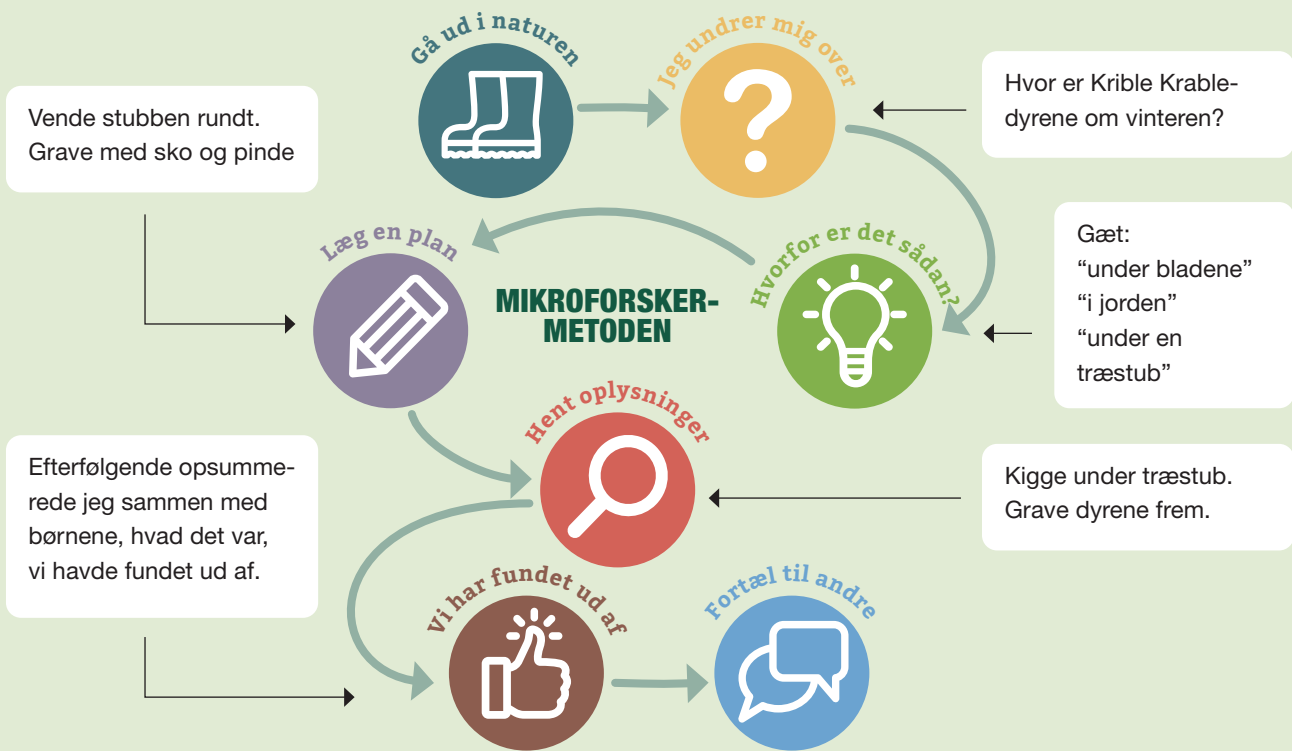 Gå ud i naturen
Jeg undrer mig over
Hvor er Krible Krable-
dyrene om vinteren?
Vende stubben rundt.
Grave med sko og pinde
Hvorfor er det sådan?
Gæt:
“under bladene”
“i jorden”
“under en
træstub”
Læg en plan
MIKROFORSKER-
METODEN
Hent oplysninger
Kigge under træstub.
Grave dyrene frem.
Efterfølgende opsumme-
rede jeg sammen med
børnene, hvad det var,
vi havde fundet ud af.
Vi har fundet ud af
Fortæl til andre